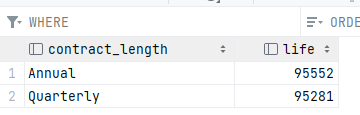 WHERE ORDE
contract_length life
1 Annual 95552
2 Quarterly 95281